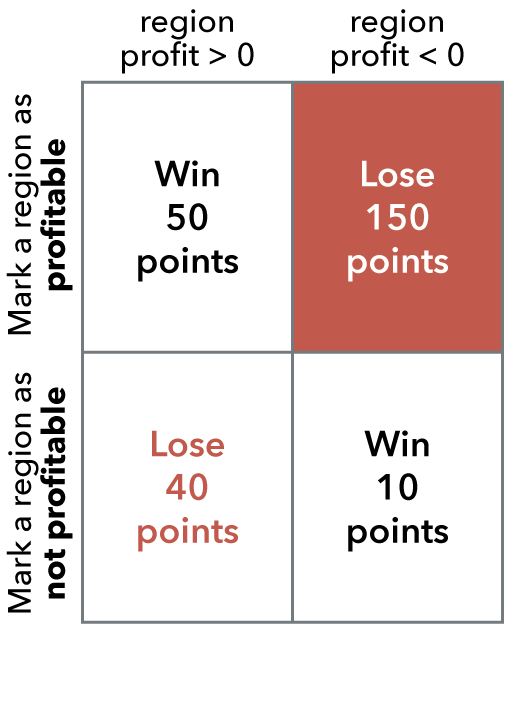 region
profit > 0
region
profit < 0
Mark a region as
profitable
Win
50
points
Lose
150
points
Mark a region as
not profitable
Lose
40
points
Win
10
points